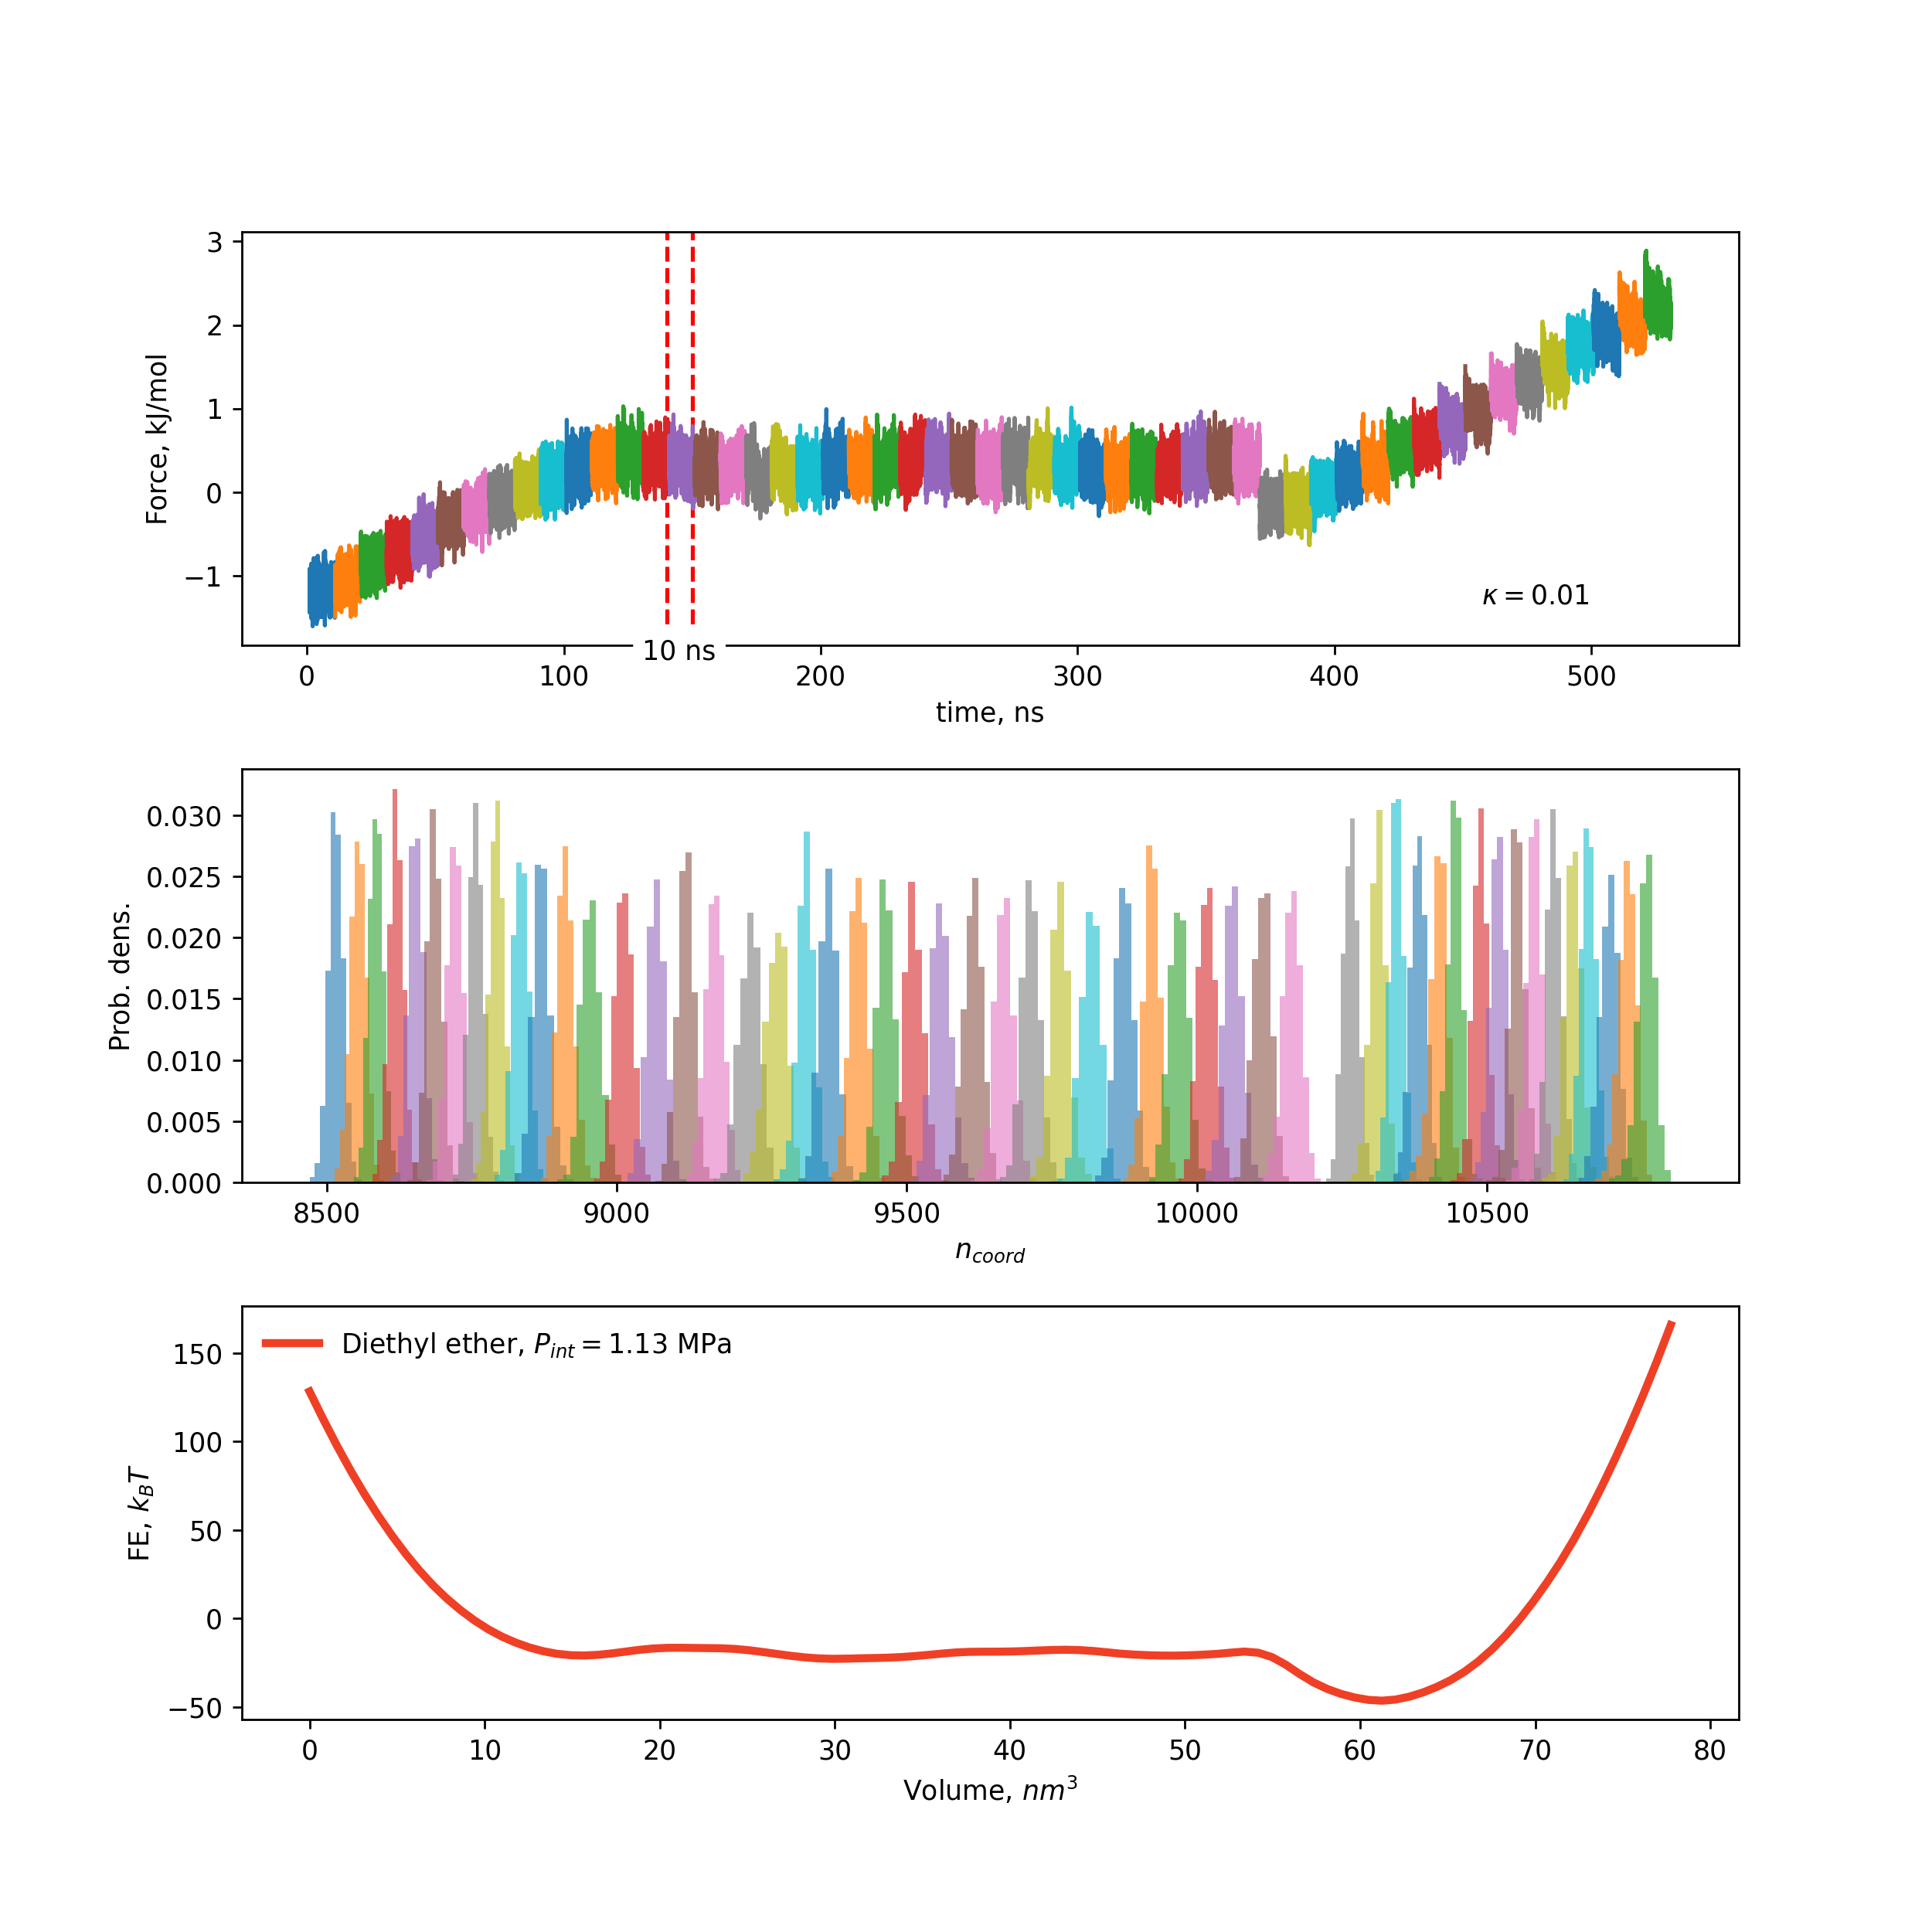 3
2
1
0
−1
Force, kJ/mol
κ = 0.01
10 ns
0 100 200 300 400 500
time, ns
0.030
0.025
0.020
0.015
0.010
0.005
0.000
Prob. dens.
8500 9000 9500 10000 10500
n_coord
Diethyl ether, P_int = 1.13 MPa
150
100
50
0
−50
FE, k_BT
0 10 20 30 40 50 60 70 80
Volume, nm³